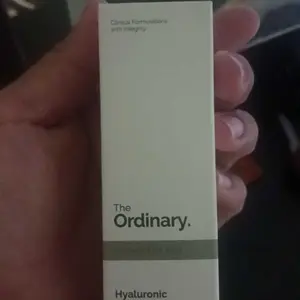 Clinical Formulations
with Integrity.
The
Ordinary.
Hyaluronic